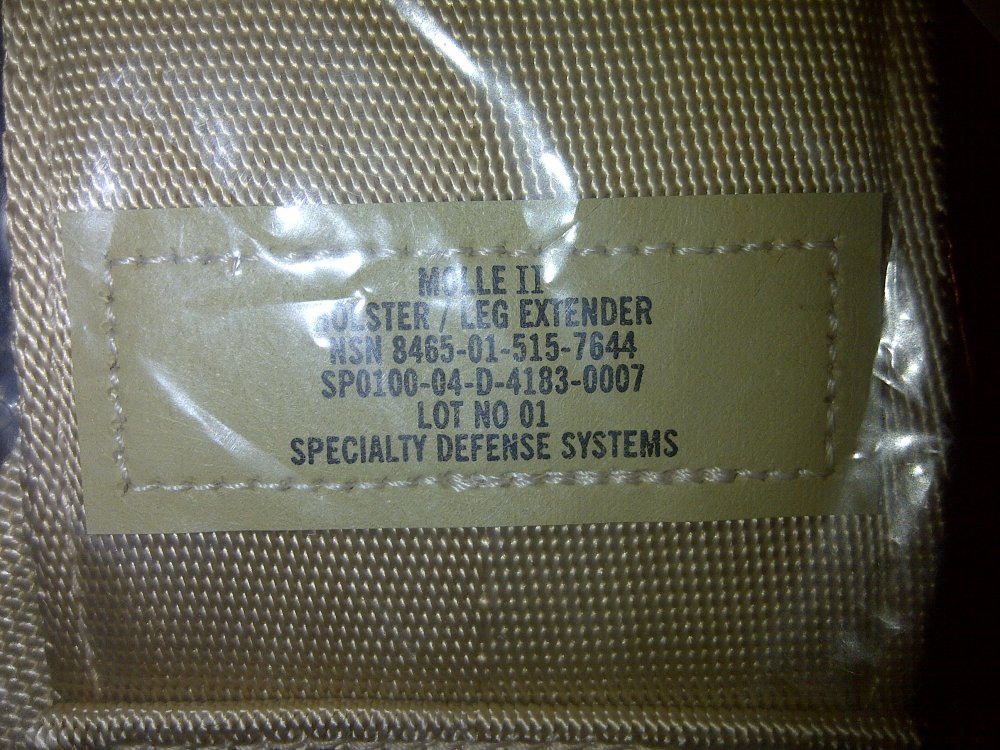 MOLLE II
HOLSTER / LEG EXTENDER
NSN 8465-01-515-7644
SP0100-04-D-4183-0007
LOT NO 01
SPECIALTY DEFENSE SYSTEMS